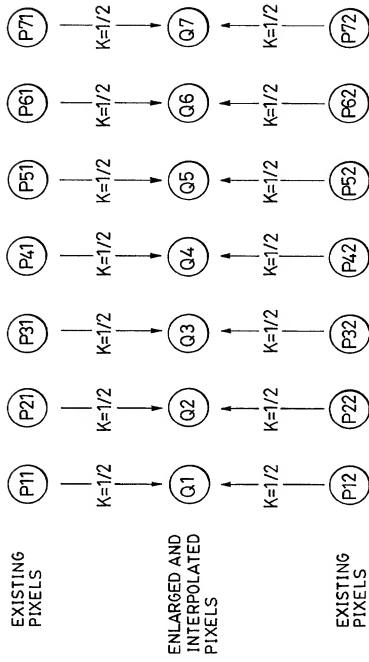 EXISTING
PIXELS
P11 P21 P31 P41 P51 P61 P71
K=1/2 K=1/2 K=1/2 K=1/2 K=1/2 K=1/2 K=1/2
ENLARGED AND
INTERPOLATED
PIXELS
Q1 Q2 Q3 Q4 Q5 Q6 Q7
K=1/2 K=1/2 K=1/2 K=1/2 K=1/2 K=1/2 K=1/2
EXISTING
PIXELS
P12 P22 P32 P42 P52 P62 P72